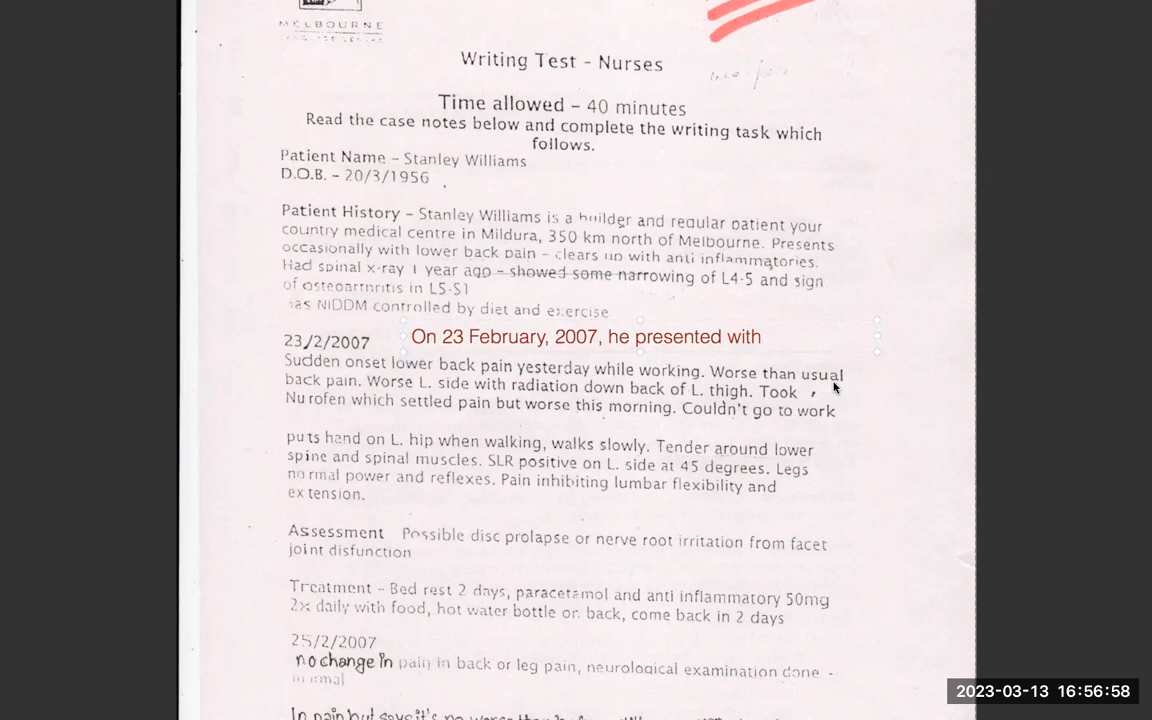 MELBOURNE
Writing Test - Nurses
Time allowed - 40 minutes
Read the case notes below and complete the writing task which
follows.
Patient Name - Stanley Williams
D.O.B. - 20/3/1956
Patient History - Stanley Williams is a builder and regular patient your
country medical centre in Mildura, 350 km north of Melbourne. Presents
occasionally with lower back pain - clears up with anti inflammatories.
Had spinal x-ray 1 year ago - showed some narrowing of L4-5 and sign
of osteoarthritis in L5-S1
has NIDDM controlled by diet and exercise
On 23 February, 2007, he presented with
23/2/2007
Sudden onset lower back pain yesterday while working. Worse than usual
back pain. Worse L. side with radiation down back of L. thigh. Took
Nurofen which settled pain but worse this morning. Couldn't go to work
puts hand on L. hip when walking, walks slowly. Tender around lower
spine and spinal muscles. SLR positive on L. side at 45 degrees. Legs
normal power and reflexes. Pain inhibiting lumbar flexibility and
extension.
Assessment Possible disc prolapse or nerve root irritation from facet
joint disfunction
Treatment - Bed rest 2 days, paracetamol and anti inflammatory 50mg
2x daily with food, hot water bottle on back, come back in 2 days
25/2/2007
no change in pain in back or leg pain, neurological examination done -
normal
In pain but says it's no worse than
2023-03-13 16:56:58